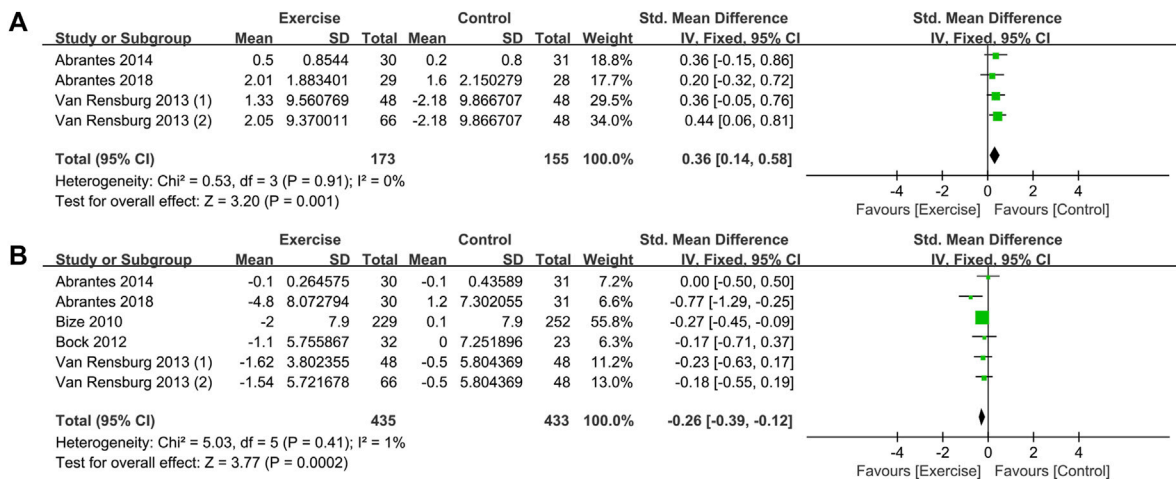 A
Exercise Control Std. Mean Difference Std. Mean Difference
Study or Subgroup Mean SD Total Mean SD Total Weight IV, Fixed, 95% CI IV, Fixed, 95% CI
Abrantes 2014 0.5 0.8544 30 0.2 0.8 31 18.8% 0.36 [-0.15, 0.86]
Abrantes 2018 2.01 1.883401 29 1.6 2.150279 28 17.7% 0.20 [-0.32, 0.72]
Van Rensburg 2013 (1) 1.33 9.560769 48 -2.18 9.866707 48 29.5% 0.36 [-0.05, 0.76]
Van Rensburg 2013 (2) 2.05 9.370011 66 -2.18 9.866707 48 34.0% 0.44 [0.06, 0.81]
Total (95% CI) 173 155 100.0% 0.36 [0.14, 0.58]
Heterogeneity: Chi² = 0.53, df = 3 (P = 0.91); I² = 0%
Test for overall effect: Z = 3.20 (P = 0.001)
-4 -2 0 2 4
Favours [Exercise] Favours [Control]
B
Exercise Control Std. Mean Difference Std. Mean Difference
Study or Subgroup Mean SD Total Mean SD Total Weight IV, Fixed, 95% CI IV, Fixed, 95% CI
Abrantes 2014 -0.1 0.264575 30 -0.1 0.43589 31 7.2% 0.00 [-0.50, 0.50]
Abrantes 2018 -4.8 8.072794 30 1.2 7.302055 31 6.6% -0.77 [-1.29, -0.25]
Bize 2010 -2 7.9 229 0.1 7.9 252 55.8% -0.27 [-0.45, -0.09]
Bock 2012 -1.1 5.755867 32 0 7.251896 23 6.3% -0.17 [-0.71, 0.37]
Van Rensburg 2013 (1) -1.62 3.802355 48 -0.5 5.804369 48 11.2% -0.23 [-0.63, 0.17]
Van Rensburg 2013 (2) -1.54 5.721678 66 -0.5 5.804369 48 13.0% -0.18 [-0.55, 0.19]
Total (95% CI) 435 433 100.0% -0.26 [-0.39, -0.12]
Heterogeneity: Chi² = 5.03, df = 5 (P = 0.41); I² = 1%
Test for overall effect: Z = 3.77 (P = 0.0002)
-4 -2 0 2 4
Favours [Exercise] Favours [Control]